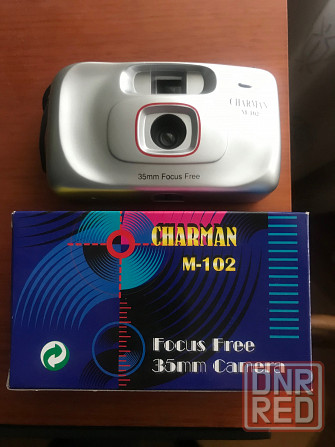 CHARMAN
M-102
35mm Focus Free
CHARMAN
M-102
Focus Free
35mm Camera
DNR
RED